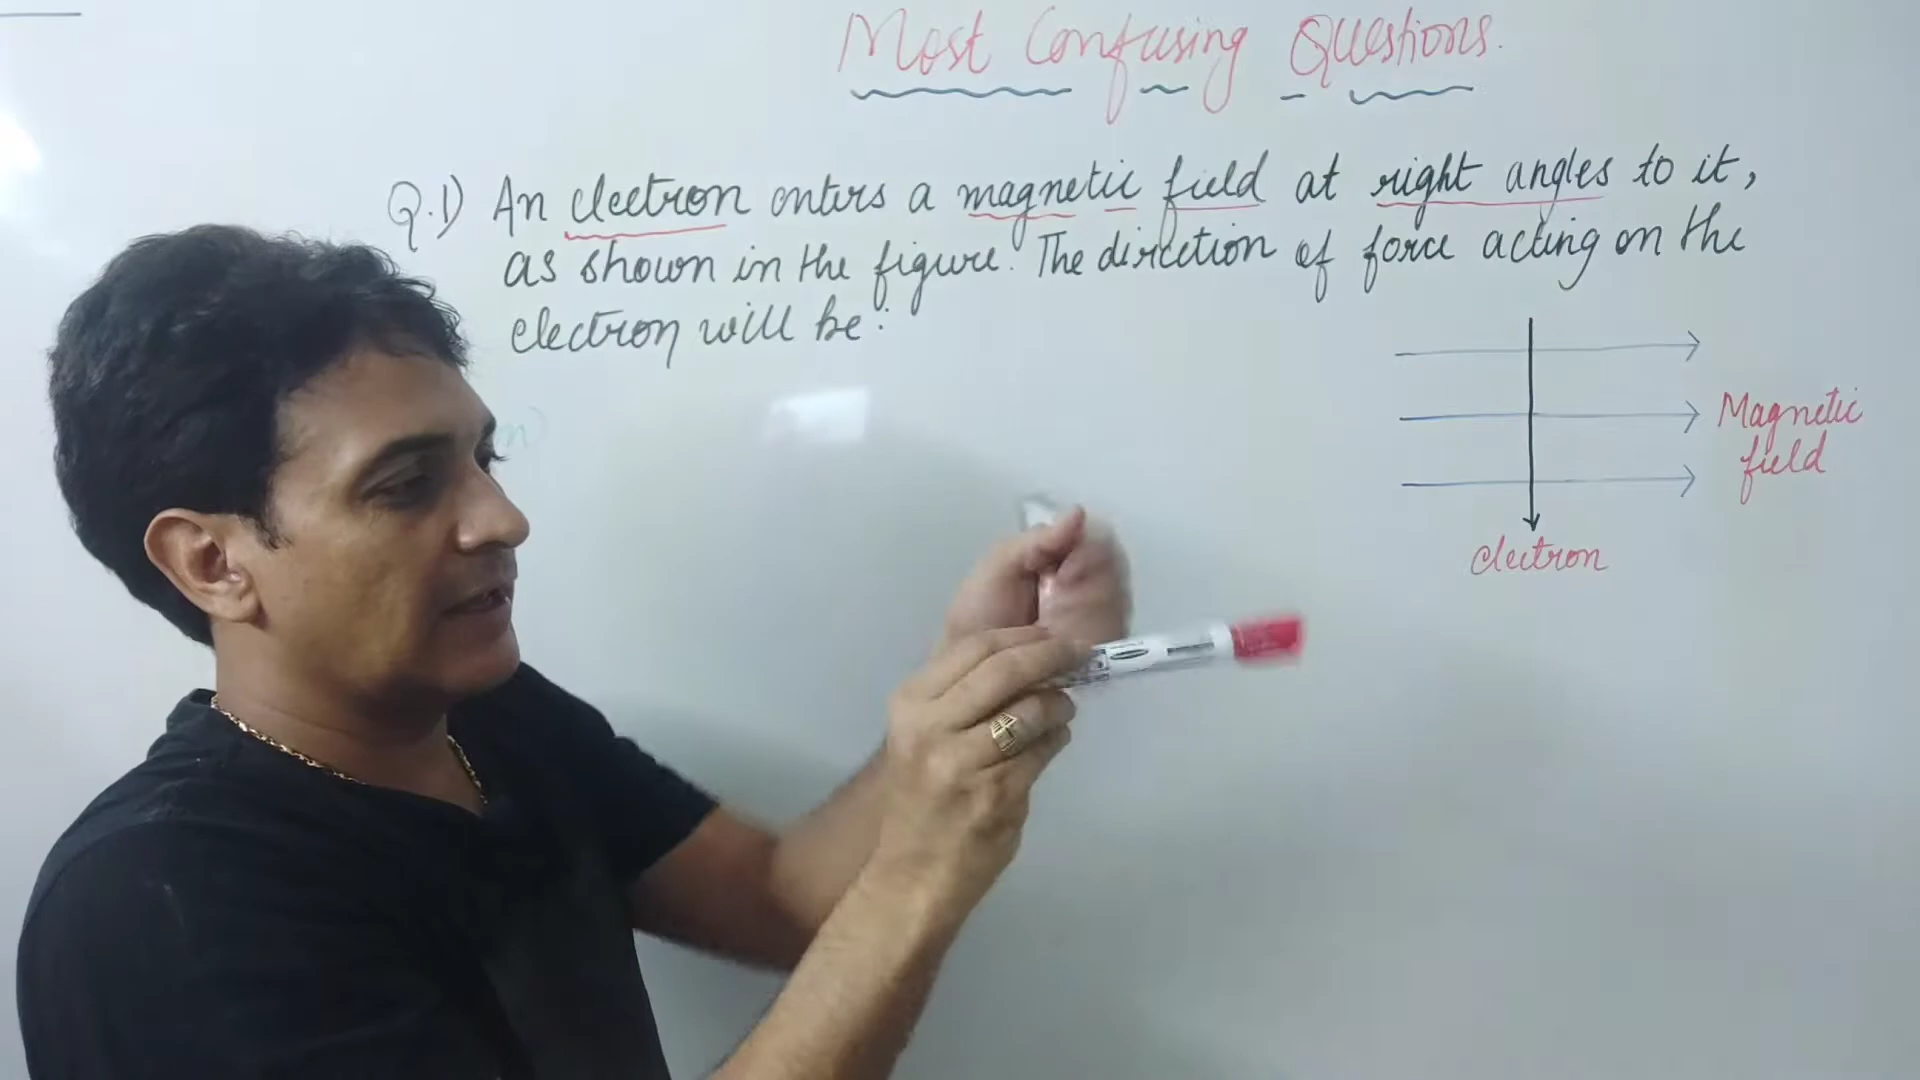 Most Confusing Questions.
Q.1) An electron enters a magnetic field at right angles to it,
as shown in the figure. The direction of force acting on the
electron will be:
Magnetic
field
electron